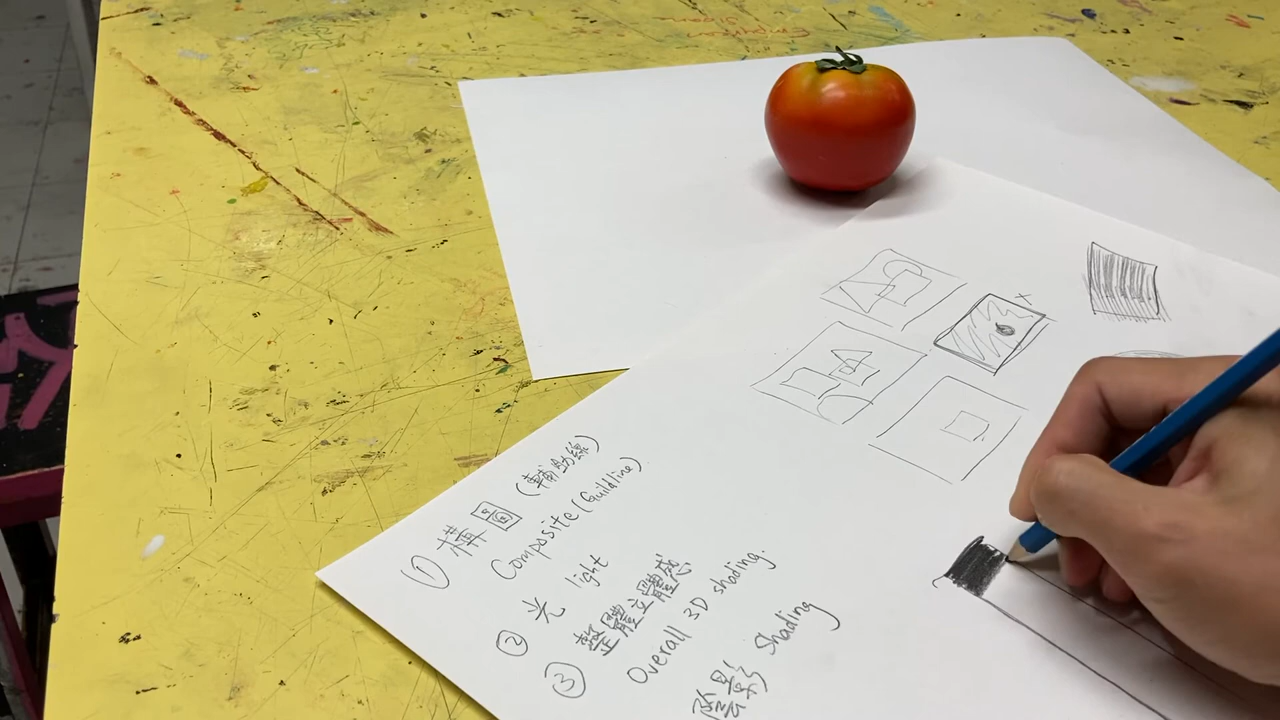 ① 構圖 (輔助線)
Composite (Guildline)
② 光 light
③ 整體立體感
Overall 3D shading.
陰影 shading